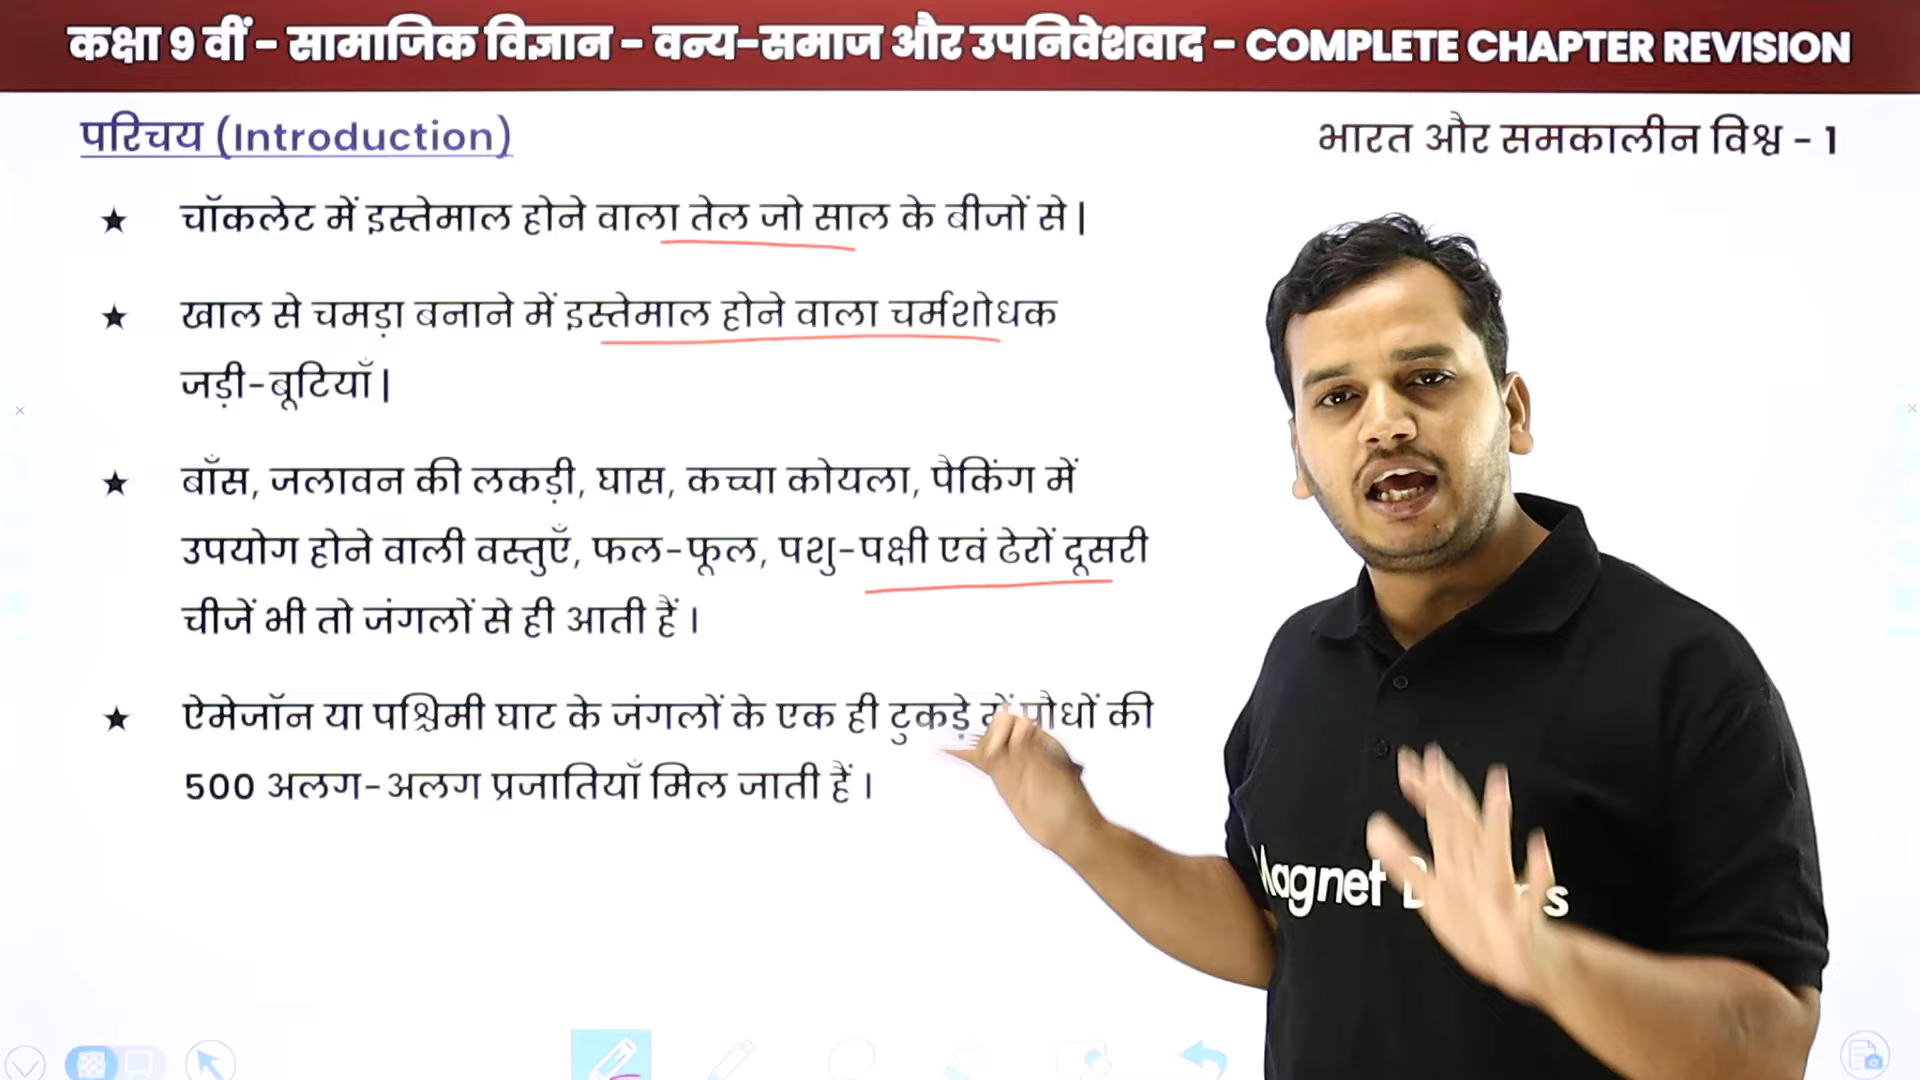 कक्षा 9 वीं - सामाजिक विज्ञान - वन्य-समाज और उपनिवेशवाद - COMPLETE CHAPTER REVISION
परिचय (Introduction)
भारत और समकालीन विश्व - 1
★ चॉकलेट में इस्तेमाल होने वाला तेल जो साल के बीजों से |
★ खाल से चमड़ा बनाने में इस्तेमाल होने वाला चर्मशोधक
जड़ी-बूटियाँ |
★ बाँस, जलावन की लकड़ी, घास, कच्चा कोयला, पैकिंग में
उपयोग होने वाली वस्तुएँ, फल-फूल, पशु-पक्षी एवं ढेरों दूसरी
चीजें भी तो जंगलों से ही आती हैं ।
★ ऐमेजॉन या पश्चिमी घाट के जंगलों के एक ही टुकड़े में पौधों की
500 अलग-अलग प्रजातियाँ मिल जाती हैं ।
Magnet